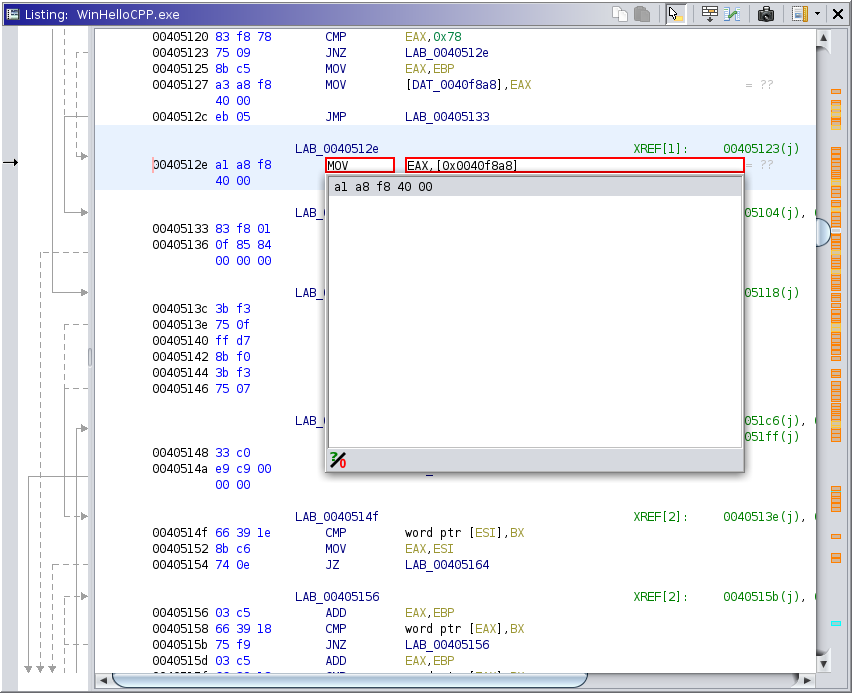 Listing:  WinHelloCPP.exe
00405120 83 f8 78 CMP EAX,0x78
00405123 75 09 JNZ LAB_0040512e
00405125 8b c5 MOV EAX,EBP
00405127 a3 a8 f8 MOV [DAT_0040f8a8],EAX = ??
40 00
0040512c eb 05 JMP LAB_00405133
LAB_0040512e XREF[1]: 00405123(j)
0040512e a1 a8 f8 MOV EAX,[0x0040f8a8] = ??
40 00
a1 a8 f8 40 00
LAB_ 05104(j),
00405133 83 f8 01
00405136 0f 85 84
00 00 00
LAB_ 05118(j)
0040513c 3b f3
0040513e 75 0f
00405140 ff d7
00405142 8b f0
00405144 3b f3
00405146 75 07
LAB_ 051c6(j),
051ff(j)
00405148 33 c0
0040514a e9 c9 00
00 00
?/0
LAB_0040514f XREF[2]: 0040513e(j),
0040514f 66 39 1e CMP word ptr [ESI],BX
00405152 8b c6 MOV EAX,ESI
00405154 74 0e JZ LAB_00405164
LAB_00405156 XREF[2]: 0040515b(j),
00405156 03 c5 ADD EAX,EBP
00405158 66 39 18 CMP word ptr [EAX],BX
0040515b 75 f9 JNZ LAB_00405156
0040515d 03 c5 ADD EAX,EBP